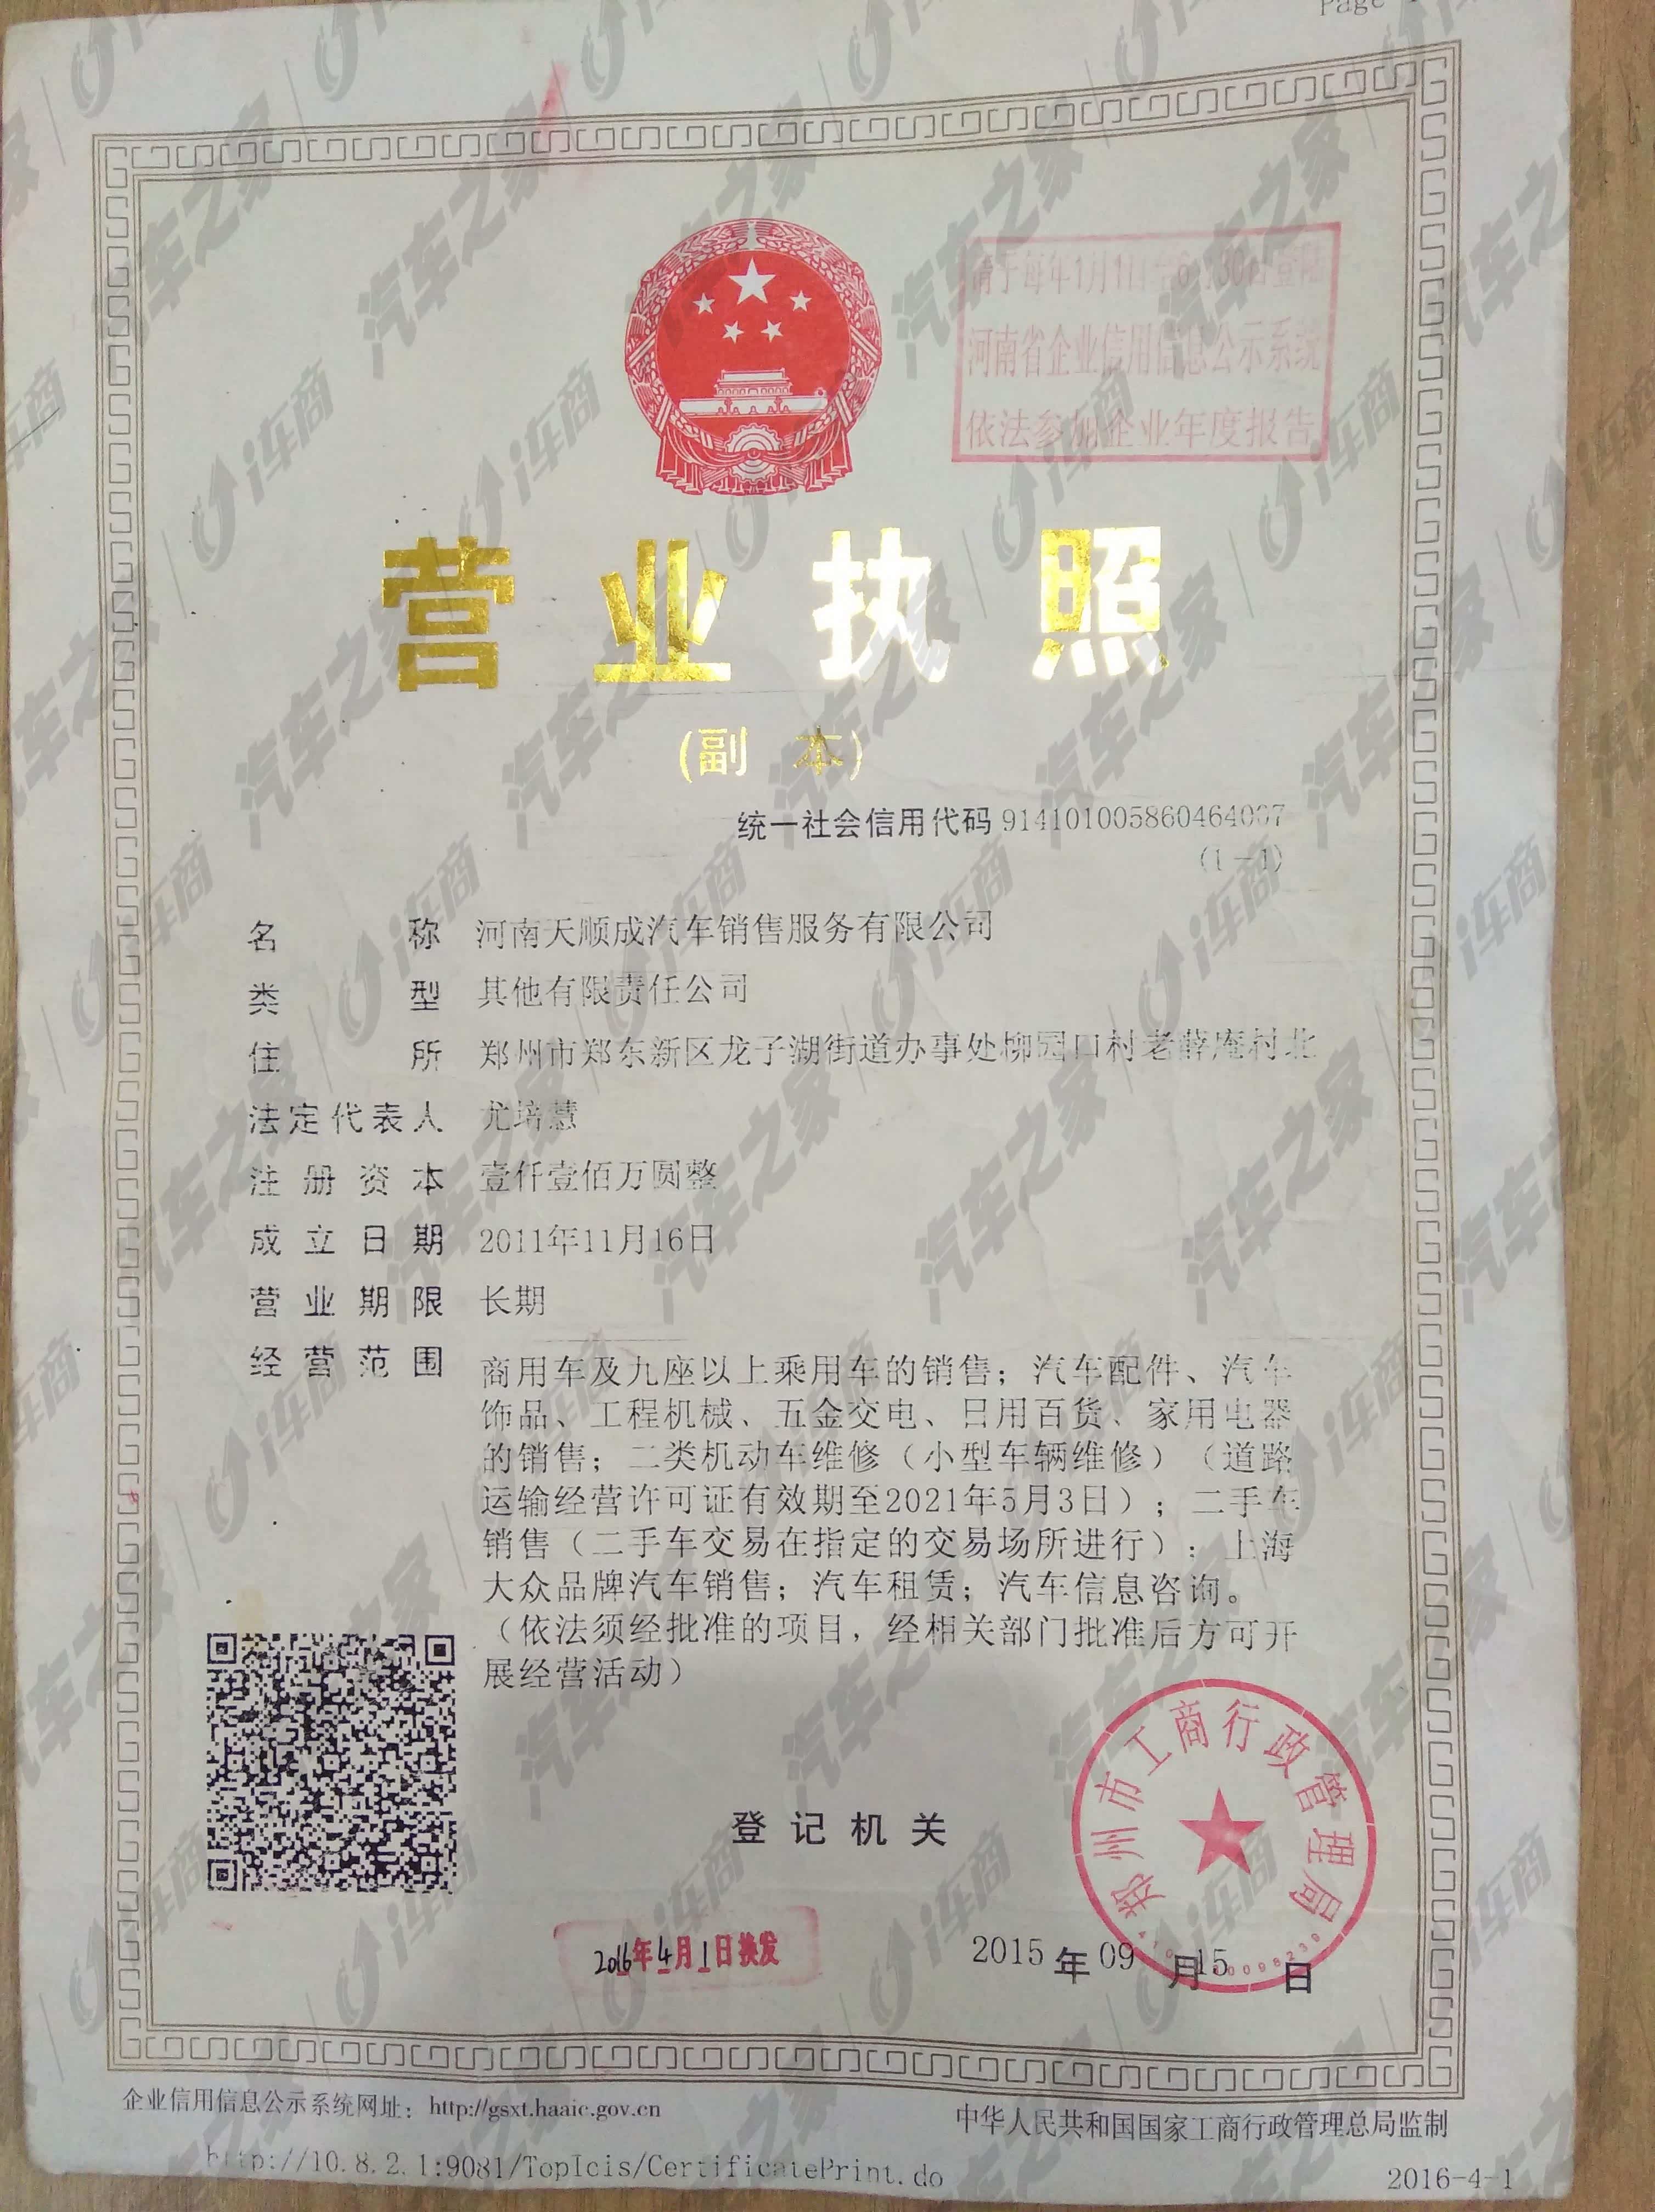 Page
请于每年1月1日至6月30日登陆
河南省企业信用信息公示系统
依法参加企业年度报告
营业执照
(副 本)
统一社会信用代码 914101005860464037
(1-1)
名 称 河南天顺成汽车销售服务有限公司
类 型 其他有限责任公司
住 所 郑州市郑东新区龙子湖街道办事处柳园口村老薛庵村北
法定代表人 尤培慧
注册资本 壹仟壹佰万圆整
成立日期 2011年11月16日
营业期限 长期
经营范围 商用车及九座以上乘用车的销售；汽车配件、汽车
饰品、工程机械、五金交电、日用百货、家用电器
的销售；二类机动车维修（小型车辆维修）（道路
运输经营许可证有效期至2021年5月3日）；二手车
销售（二手车交易在指定的交易场所进行）；上海
大众品牌汽车销售；汽车租赁；汽车信息咨询。
（依法须经批准的项目，经相关部门批准后方可开
展经营活动）
郑州市工商行政管理局
登记机关
2016年4月1日换发
2015年09月15日
企业信用信息公示系统网址：http://gsxt.haaic.gov.cn
中华人民共和国国家工商行政管理总局监制
http://10.8.2.1:9081/TopIcis/CertificatePrint.do
2016-4-1
汽车之家
i车商